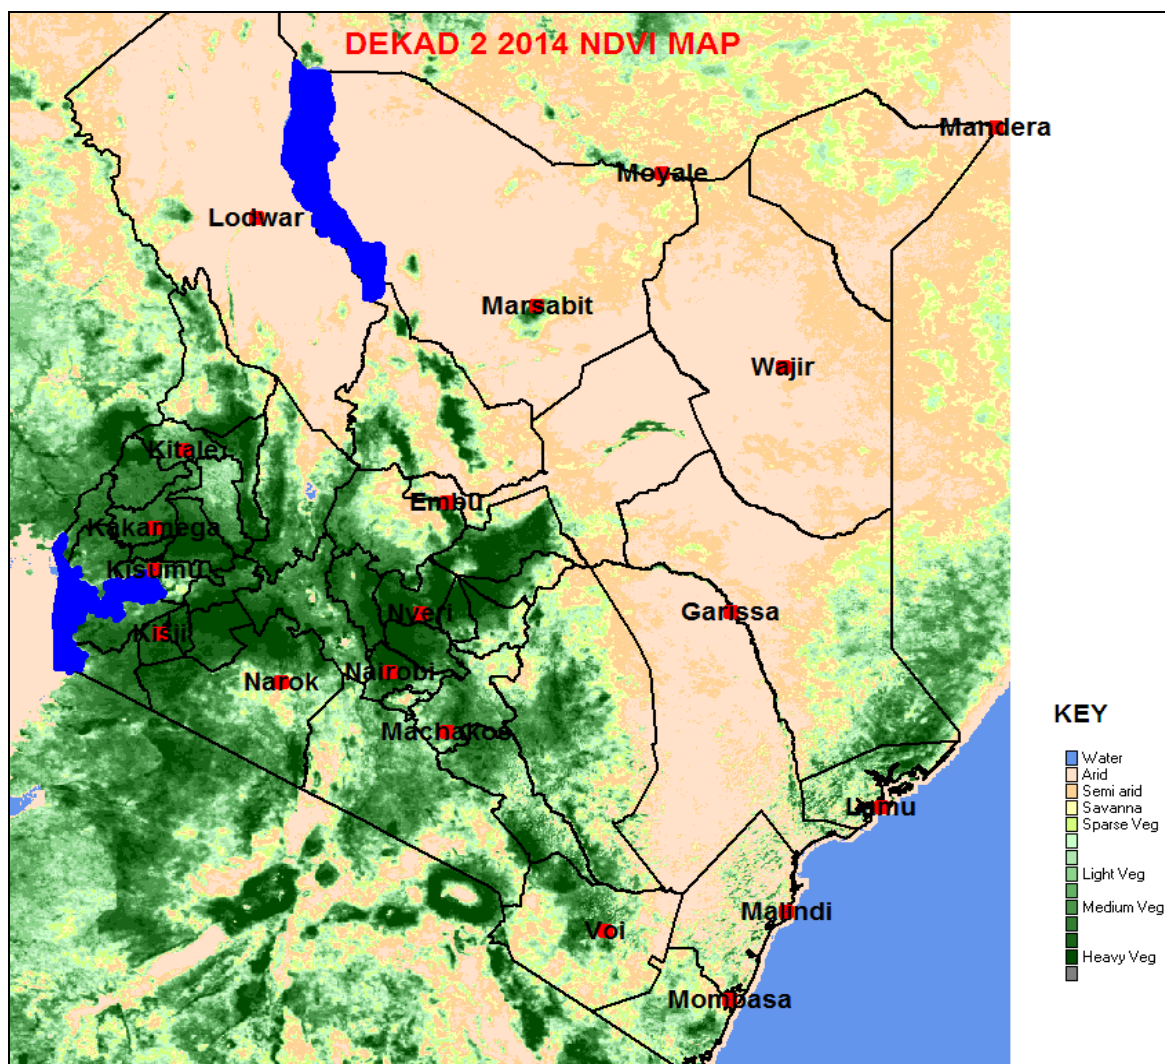 DEKAD 2 2014 NDVI MAP
Mandera
Moyale
Lodwar
Marsabit
Wajir
Kitaler
Embu
Kakamega
Kisumu
Nyeri
Garissa
Kisii
Nairobi
Narok
Machakos
Lamu
Malindi
Voi
Mombasa
KEY
Water
Arid
Semi arid
Savanna
Sparse Veg
Light Veg
Medium Veg
Heavy Veg